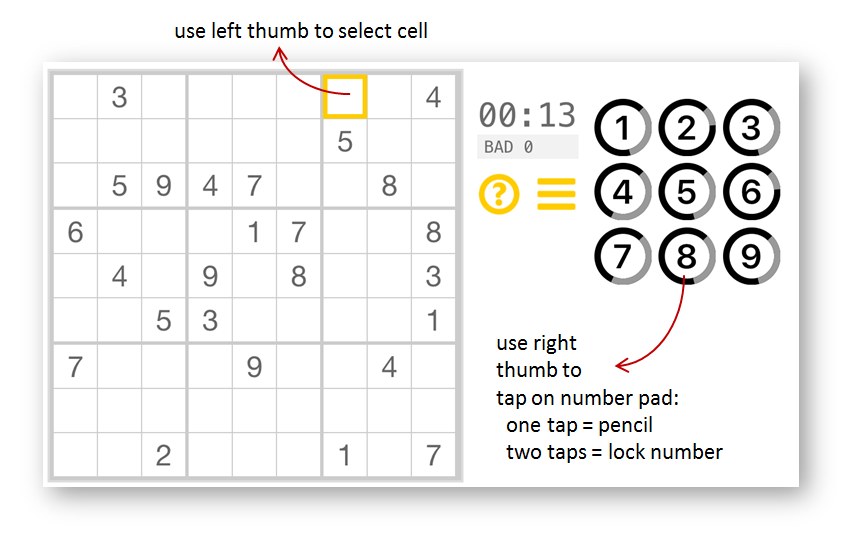 use left thumb to select cell
3 4
5
5 9 4 7 8
6 1 7 8
4 9 8 3
5 3 1
7 9 4
2 1 7
00:13
BAD 0
?
1 2 3
4 5 6
7 8 9
use right
thumb to
tap on number pad:
one tap = pencil
two taps = lock number